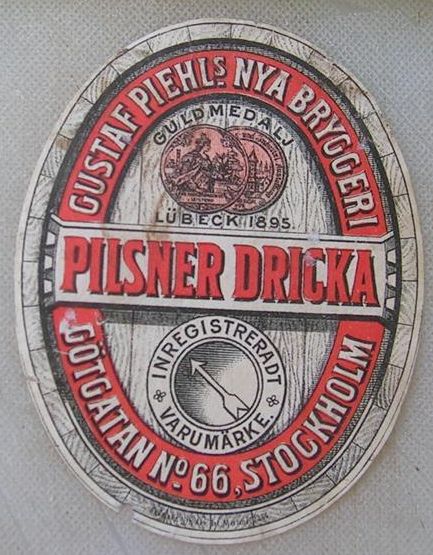 GUSTAF PIEHLS NYA BRYGGERI
GULDMEDALJ
LÜBECK 1895.
PILSNER DRICKA
INREGISTRERADT
VARUMÄRKE.
GÖTGATAN No 66, STOCKHOLM